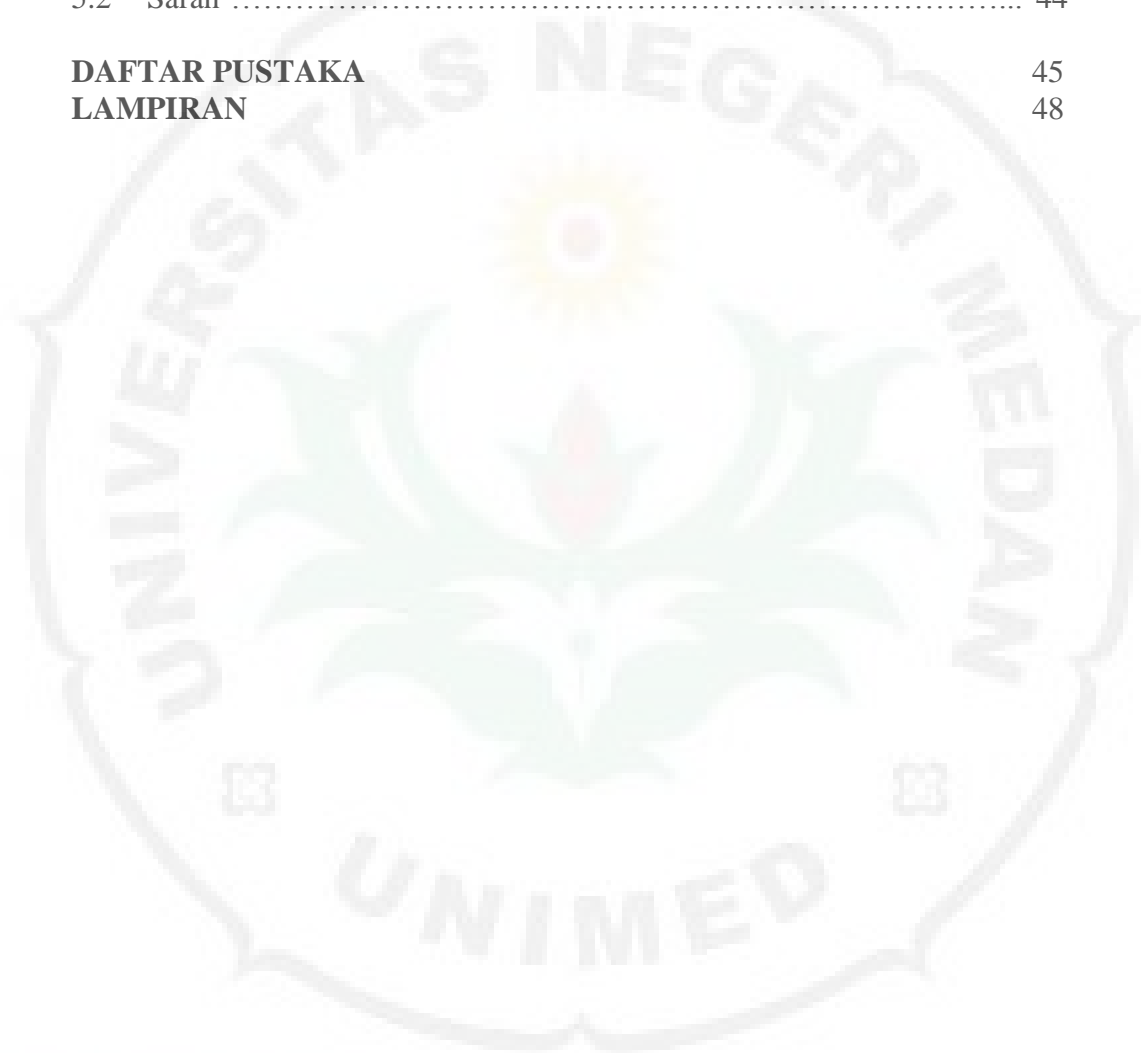 5.2 Saran ……………………………………………………………………... 44
DAFTAR PUSTAKA 45
LAMPIRAN 48
UNIVERSITAS NEGERI MEDAN
UNIMED